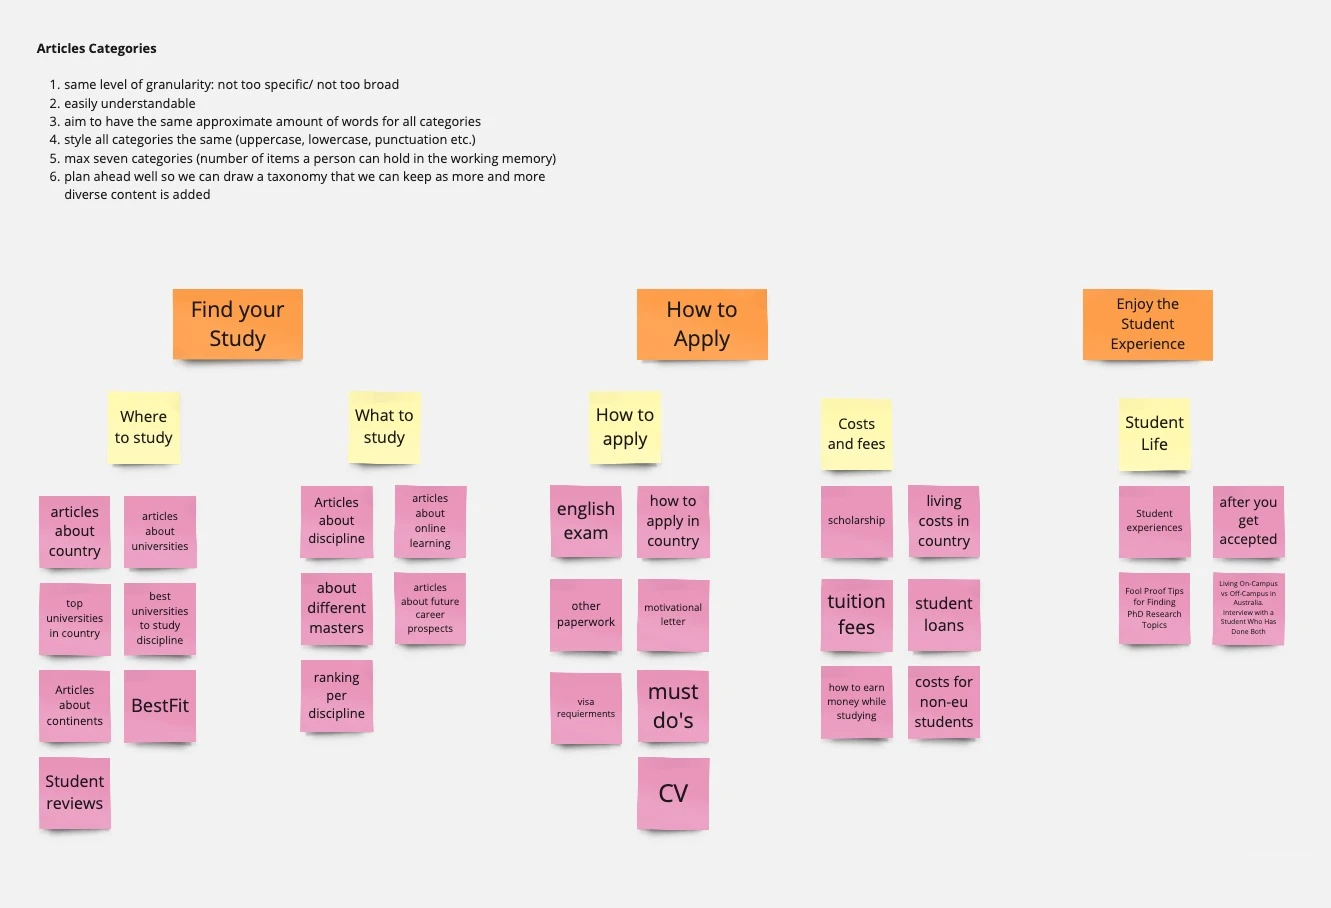 Articles Categories
1. same level of granularity: not too specific/ not too broad
2. easily understandable
3. aim to have the same approximate amount of words for all categories
4. style all categories the same (uppercase, lowercase, punctuation etc.)
5. max seven categories (number of items a person can hold in the working memory)
6. plan ahead well so we can draw a taxonomy that we can keep as more and more
diverse content is added
Find your
Study
Where
to study
articles
about
country
articles
about
universities
top
universities
in country
best
universities
to study
discipline
Articles
about
continents
BestFit
Student
reviews
What to
study
Articles
about
discipline
articles
about
online
learning
about
different
masters
articles
about future
career
prospects
ranking
per
discipline
How to
Apply
How to
apply
english
exam
how to
apply in
country
other
paperwork
motivational
letter
visa
requierments
must
do's
CV
Costs
and fees
scholarship
living
costs in
country
tuition
fees
student
loans
how to earn
money while
studying
costs for
non-eu
students
Enjoy the
Student
Experience
Student
Life
Student
experiences
after you
get
accepted
Fool Proof Tips
for Finding
PhD Research
Topics
Living On-Campus
vs Off-Campus in
Australia.
Interview with a
Student Who Has
Done Both